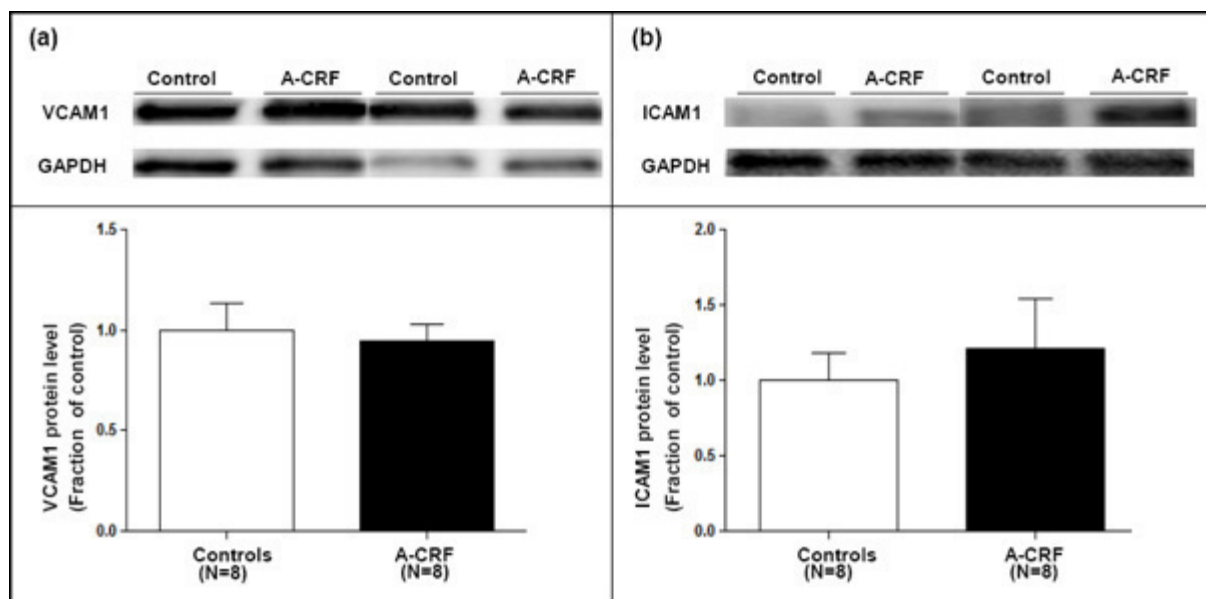 (a)
Control A-CRF Control A-CRF
VCAM1
GAPDH
1.5
1.0
0.5
0.0
VCAM1 protein level
(Fraction of control)
Controls
(N=8)
A-CRF
(N=8)
(b)
Control A-CRF Control A-CRF
ICAM1
GAPDH
2.0
1.5
1.0
0.5
0.0
ICAM1 protein level
(Fraction of control)
Controls
(N=8)
A-CRF
(N=8)